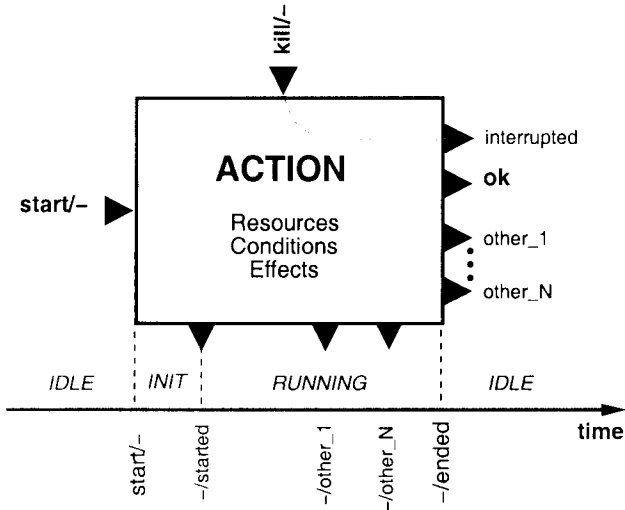 kill/–
interrupted
ACTION
ok
start/–
Resources
Conditions
Effects
other_1
other_N
IDLE
INIT
RUNNING
IDLE
time
start/–
–/started
–/other_1
–/other_N
–/ended